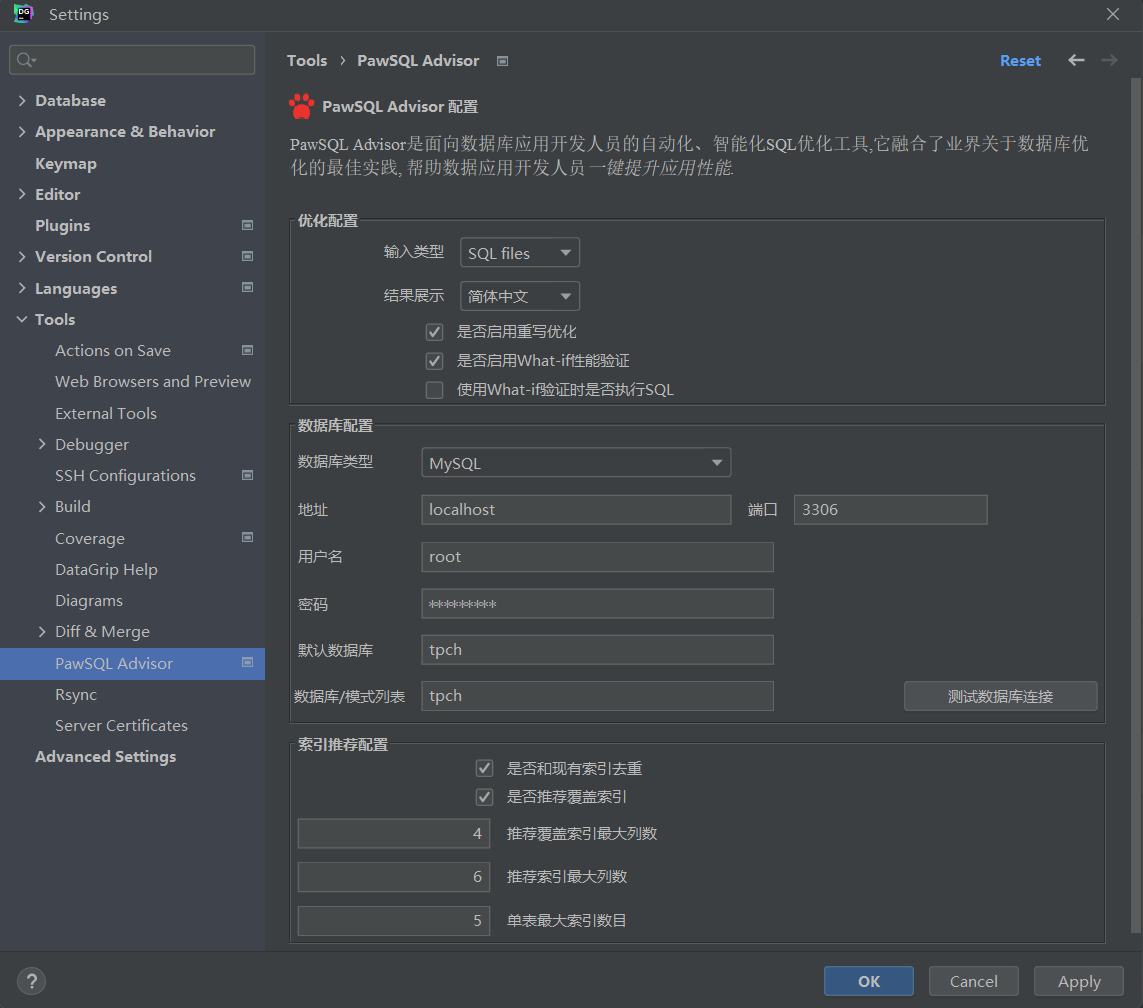 DG
Settings
Database
Appearance & Behavior
Keymap
Editor
Plugins
Version Control
Languages
Tools
Actions on Save
Web Browsers and Preview
External Tools
Debugger
SSH Configurations
Build
Coverage
DataGrip Help
Diagrams
Diff & Merge
PawSQL Advisor
Rsync
Server Certificates
Advanced Settings
Tools › PawSQL Advisor
Reset
PawSQL Advisor 配置
PawSQL Advisor是面向数据库应用开发人员的自动化、智能化SQL优化工具,它融合了业界关于数据库优
化的最佳实践, 帮助数据应用开发人员一键提升应用性能.
优化配置
输入类型 SQL files
结果展示 简体中文
是否启用重写优化
是否启用What-if性能验证
使用What-if验证时是否执行SQL
数据库配置
数据库类型 MySQL
地址 localhost 端口 3306
用户名 root
密码 *********
默认数据库 tpch
数据库/模式列表 tpch 测试数据库连接
索引推荐配置
是否和现有索引去重
是否推荐覆盖索引
4 推荐覆盖索引最大列数
6 推荐索引最大列数
5 单表最大索引数目
? OK Cancel Apply